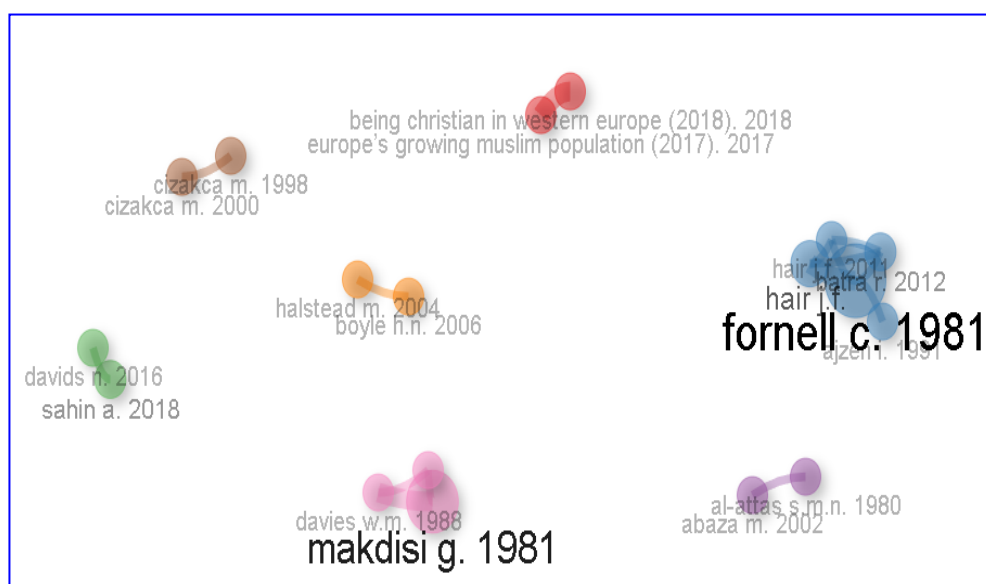 being christian in western europe (2018). 2018
europe's growing muslim population (2017). 2017
cizakca m. 1998
cizakca m. 2000
hair j.f. 2011
batra r. 2012
hair j.f.
fornell c. 1981
ajzen i. 1991
halstead m. 2004
boyle h.n. 2006
davids n. 2016
sahin a. 2018
al-attas s.m.n. 1980
abaza m. 2002
davies w.m. 1988
makdisi g. 1981